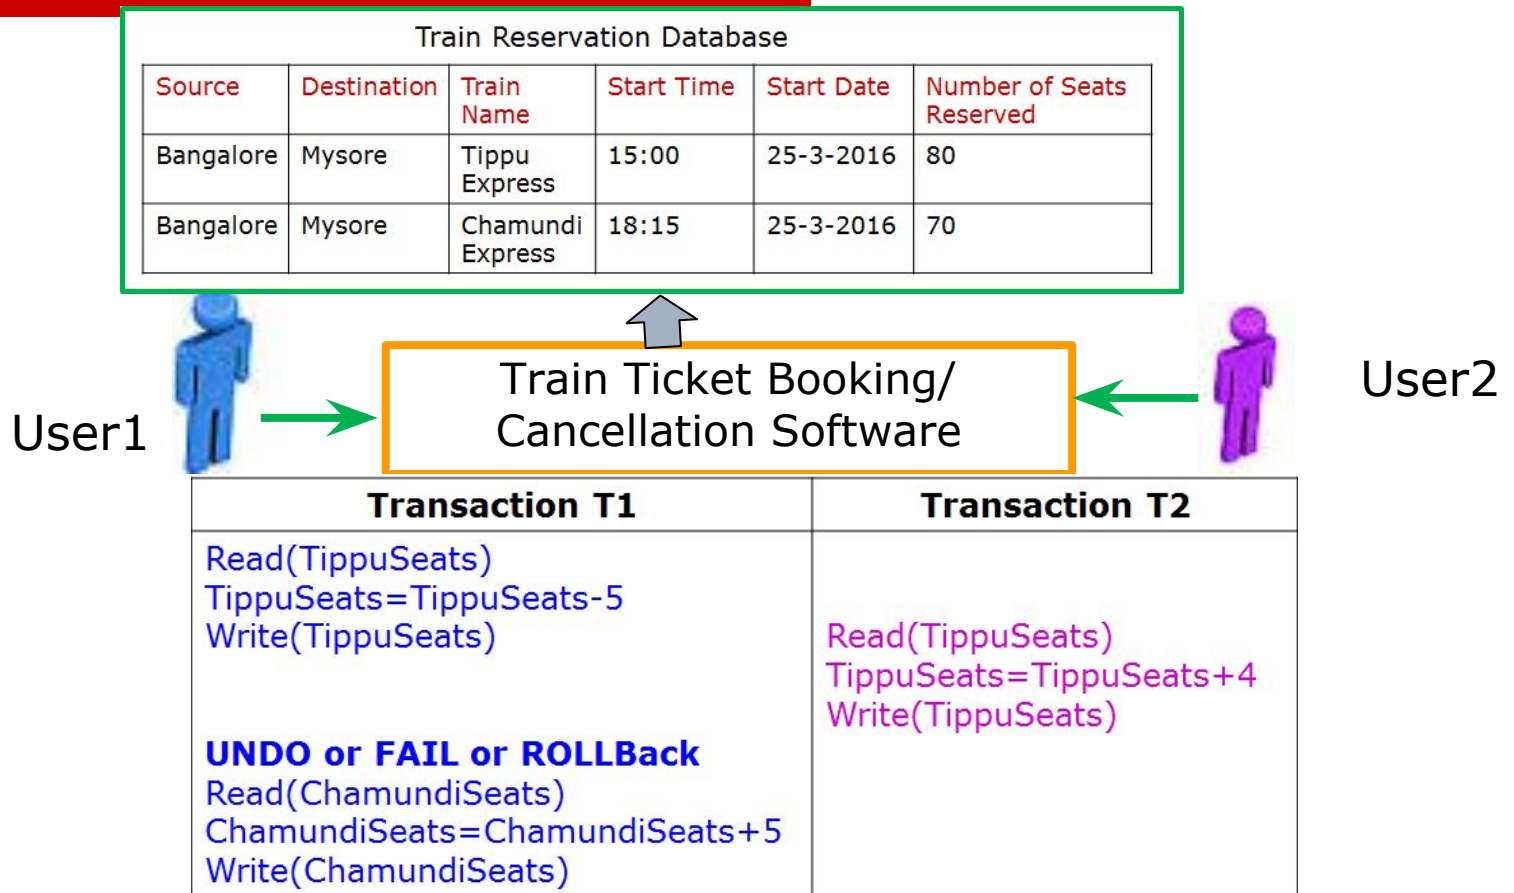 Train Reservation Database
Source Destination Train Name Start Time Start Date Number of Seats Reserved
Bangalore Mysore Tippu Express 15:00 25-3-2016 80
Bangalore Mysore Chamundi Express 18:15 25-3-2016 70
User1
Train Ticket Booking/
Cancellation Software
User2
Transaction T1 Transaction T2
Read(TippuSeats)
TippuSeats=TippuSeats-5
Write(TippuSeats)
UNDO or FAIL or ROLLBack
Read(ChamundiSeats)
ChamundiSeats=ChamundiSeats+5
Write(ChamundiSeats)
Read(TippuSeats)
TippuSeats=TippuSeats+4
Write(TippuSeats)